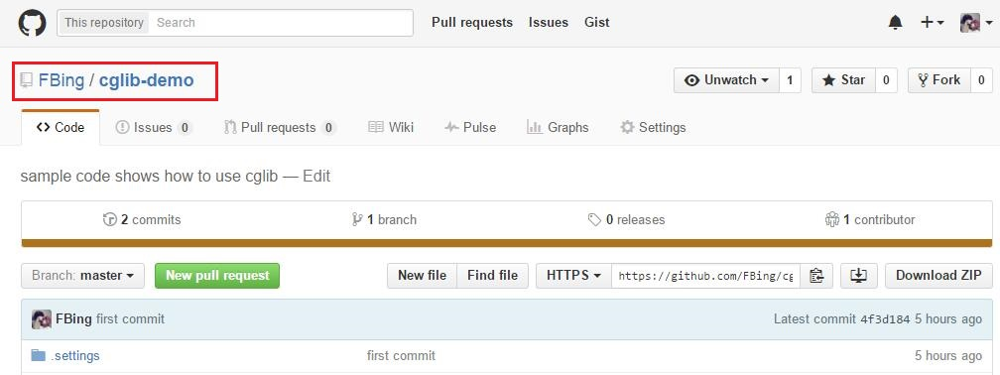 This repository Search Pull requests Issues Gist
FBing / cglib-demo Unwatch 1 Star 0 Fork 0
Code Issues 0 Pull requests 0 Wiki Pulse Graphs Settings
sample code shows how to use cglib — Edit
2 commits 1 branch 0 releases 1 contributor
Branch: master New pull request New file Find file HTTPS https://github.com/FBing/cg Download ZIP
FBing first commit Latest commit 4f3d184 5 hours ago
.settings first commit 5 hours ago